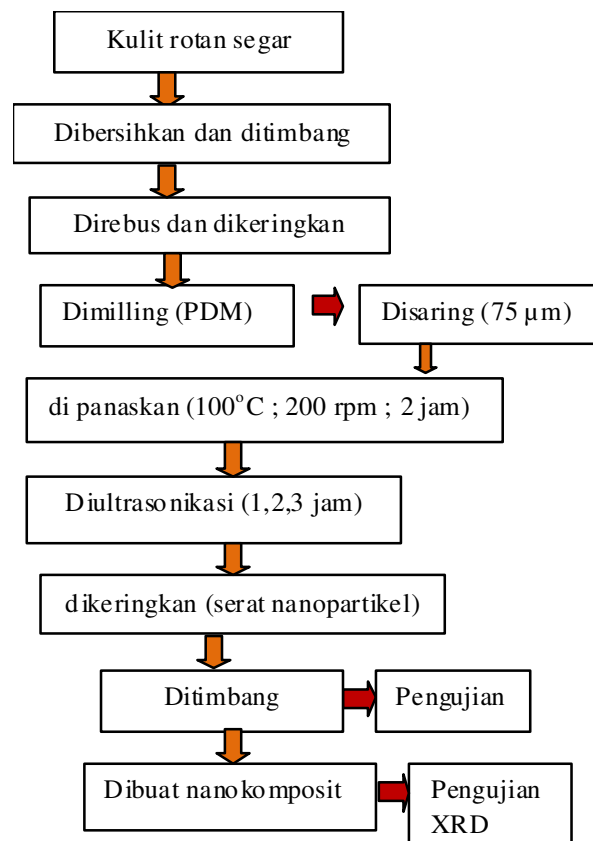 Kulit rotan segar
Dibersihkan dan ditimbang
Direbus dan dikeringkan
Dimilling (PDM)
Disaring (75 µm)
di panaskan (100°C ; 200 rpm ; 2 jam)
Diultrasonikasi (1,2,3 jam)
dikeringkan (serat nanopartikel)
Ditimbang
Pengujian
Dibuat nanokomposit
Pengujian
XRD